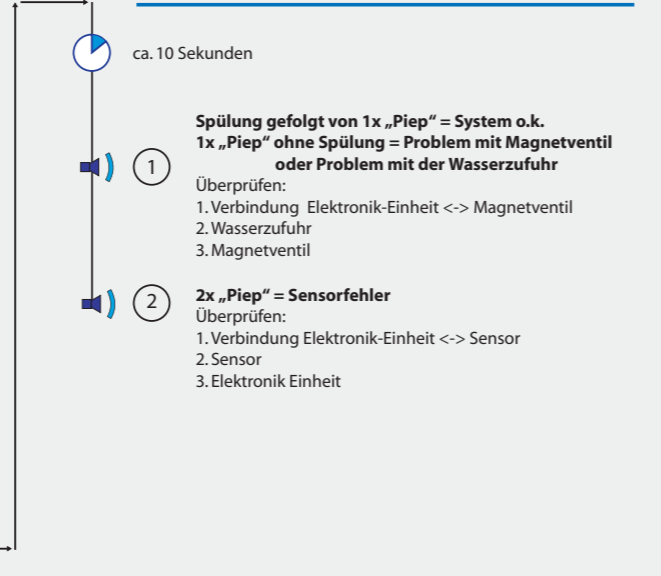 ca. 10 Sekunden
1
Spülung gefolgt von 1x „Piep“ = System o.k.
1x „Piep“ ohne Spülung = Problem mit Magnetventil
oder Problem mit der Wasserzufuhr
Überprüfen:
1. Verbindung Elektronik-Einheit <-> Magnetventil
2. Wasserzufuhr
3. Magnetventil
2
2x „Piep“ = Sensorfehler
Überprüfen:
1. Verbindung Elektronik-Einheit <-> Sensor
2. Sensor
3. Elektronik Einheit